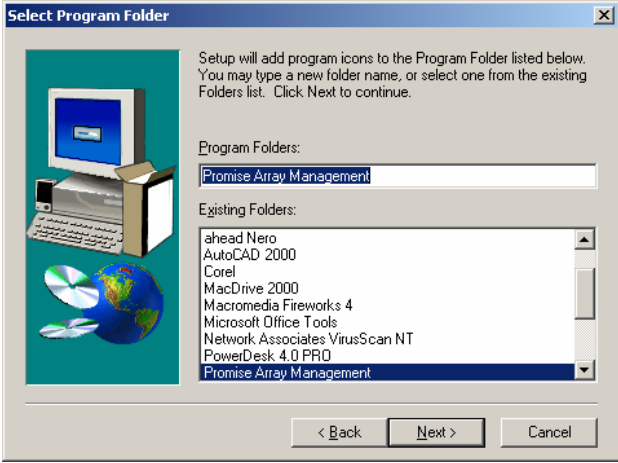 Select Program Folder
Setup will add program icons to the Program Folder listed below.
You may type a new folder name, or select one from the existing
Folders list.  Click Next to continue.
Program Folders:
Promise Array Management
Existing Folders:
ahead Nero
AutoCAD 2000
Corel
MacDrive 2000
Macromedia Fireworks 4
Microsoft Office Tools
Network Associates VirusScan NT
PowerDesk 4.0 PRO
Promise Array Management
< Back
Next >
Cancel